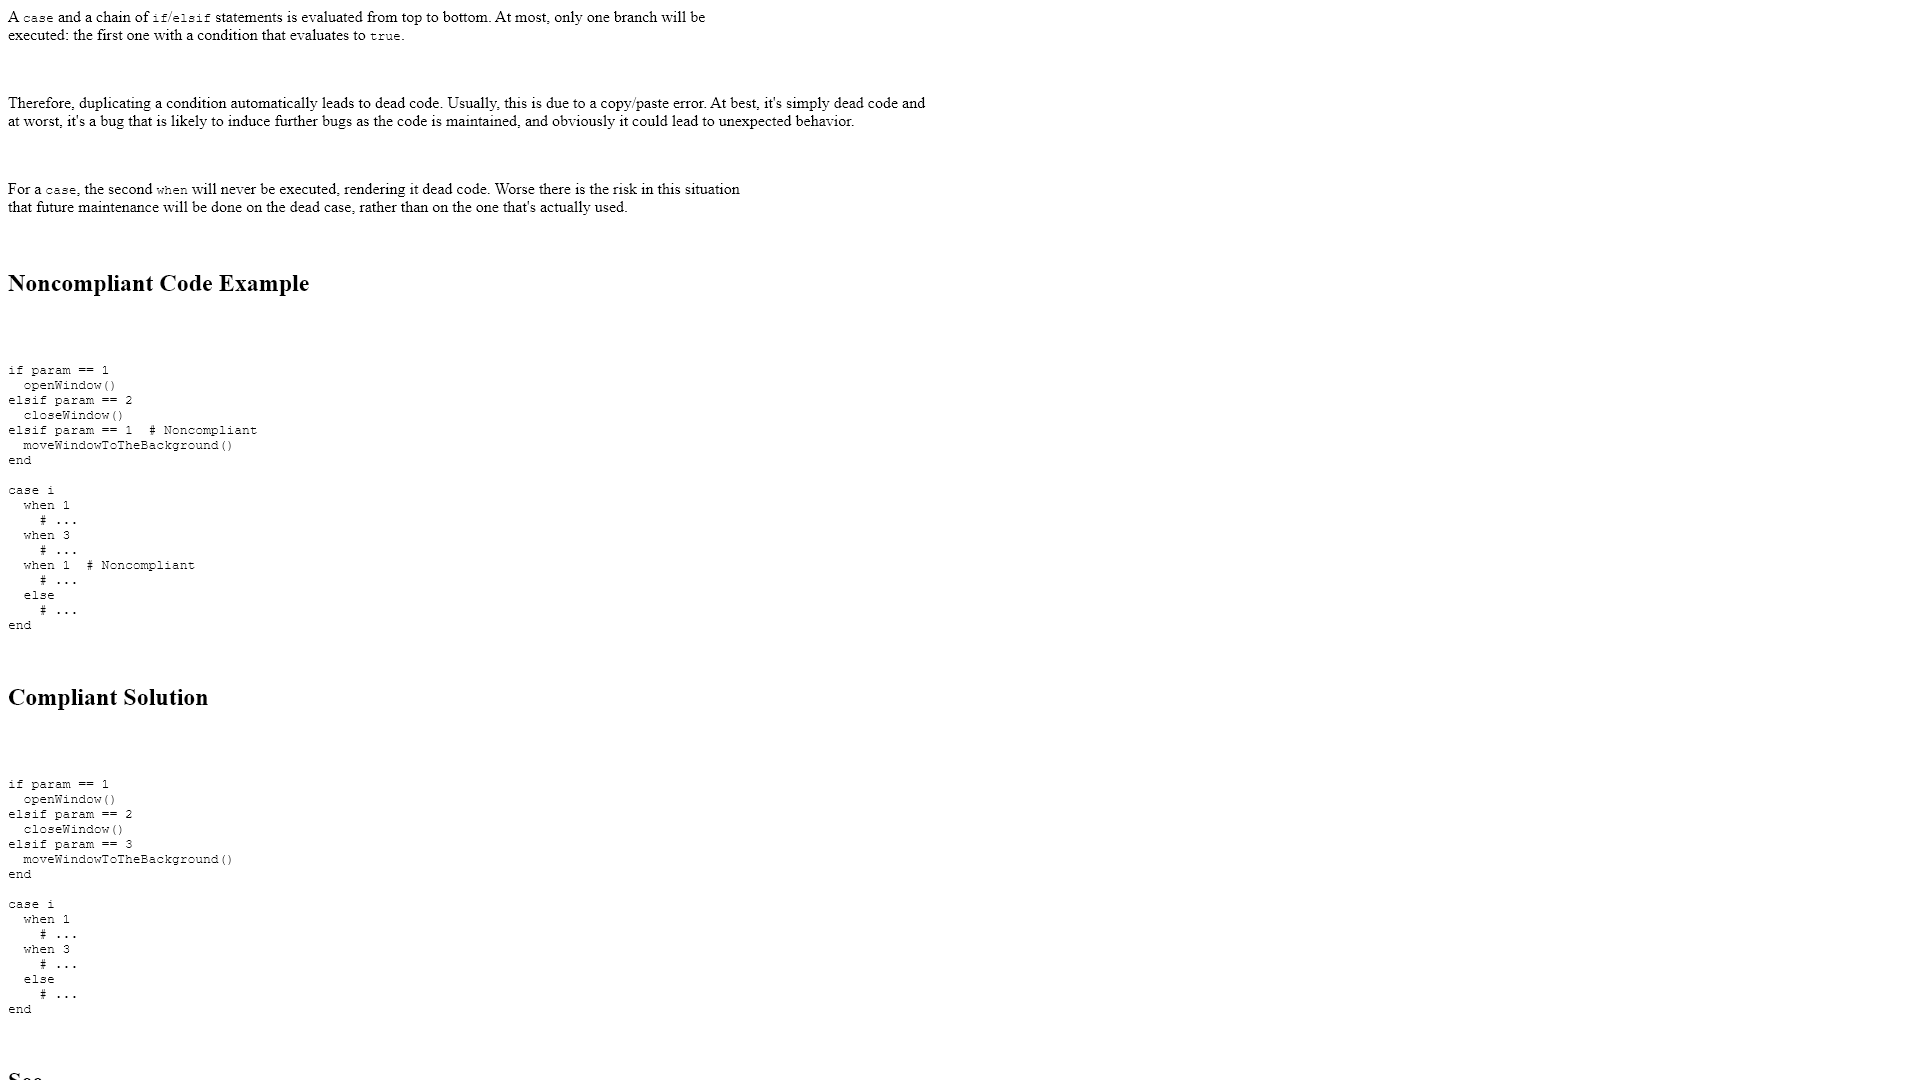 A case and a chain of if/elsif statements is evaluated from top to bottom. At most, only one branch will be
executed: the first one with a condition that evaluates to true.
Therefore, duplicating a condition automatically leads to dead code. Usually, this is due to a copy/paste error. At best, it's simply dead code and
at worst, it's a bug that is likely to induce further bugs as the code is maintained, and obviously it could lead to unexpected behavior.
For a case, the second when will never be executed, rendering it dead code. Worse there is the risk in this situation
that future maintenance will be done on the dead case, rather than on the one that's actually used.
Noncompliant Code Example
if param == 1
  openWindow()
elsif param == 2
  closeWindow()
elsif param == 1  # Noncompliant
  moveWindowToTheBackground()
end
case i
  when 1
    # ...
  when 3
    # ...
  when 1  # Noncompliant
    # ...
  else
    # ...
end
Compliant Solution
if param == 1
  openWindow()
elsif param == 2
  closeWindow()
elsif param == 3
  moveWindowToTheBackground()
end
case i
  when 1
    # ...
  when 3
    # ...
  else
    # ...
end
See